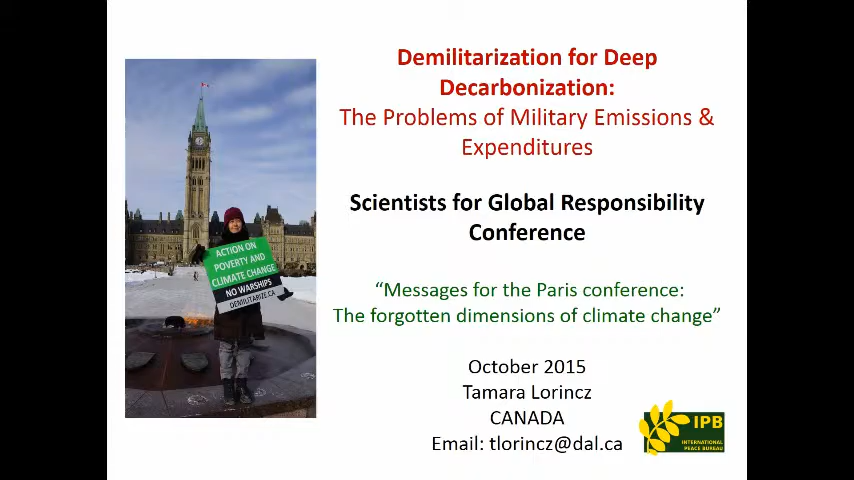 Demilitarization for Deep
Decarbonization:
The Problems of Military Emissions &
Expenditures
Scientists for Global Responsibility
Conference
“Messages for the Paris conference:
The forgotten dimensions of climate change”
October 2015
Tamara Lorincz
CANADA
Email: tlorincz@dal.ca
ACTION ON
POVERTY AND
CLIMATE CHANGE
NO WARSHIPS
DEMILITARIZE.CA
IPB
INTERNATIONAL
PEACE BUREAU